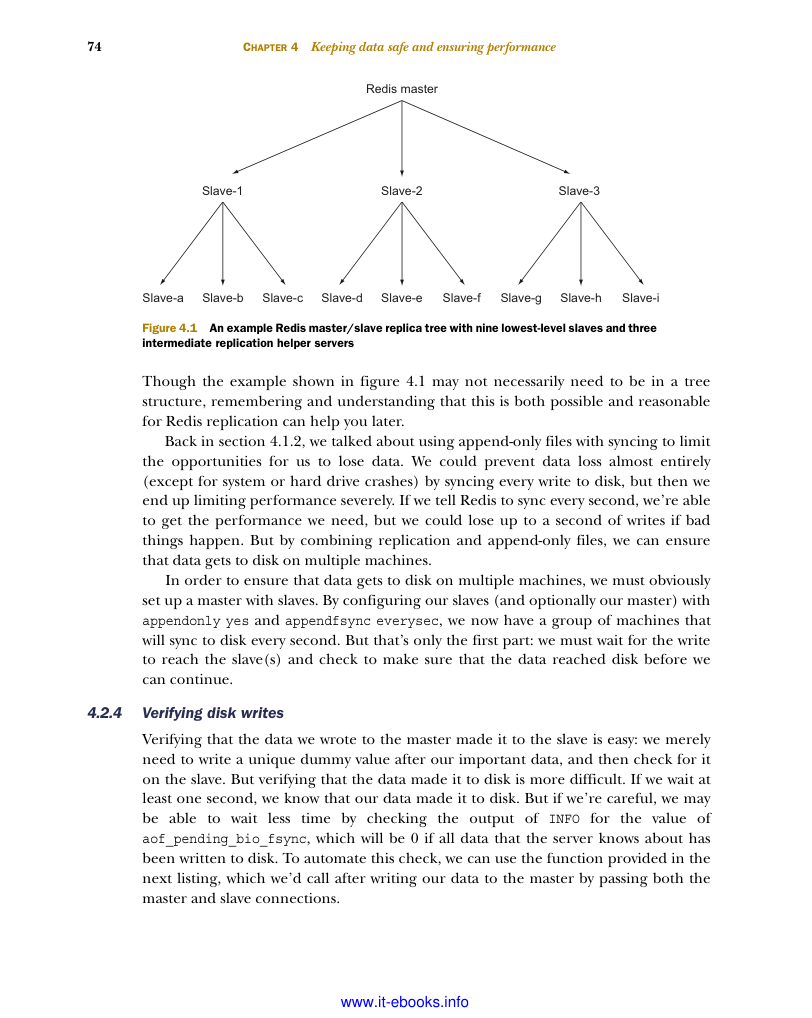 74
CHAPTER 4 Keeping data safe and ensuring performance
Redis master
Slave-1 Slave-2 Slave-3
Slave-a Slave-b Slave-c Slave-d Slave-e Slave-f Slave-g Slave-h Slave-i
Figure 4.1 An example Redis master/slave replica tree with nine lowest-level slaves and three
intermediate replication helper servers
Though the example shown in figure 4.1 may not necessarily need to be in a tree
structure, remembering and understanding that this is both possible and reasonable
for Redis replication can help you later.
Back in section 4.1.2, we talked about using append-only files with syncing to limit
the opportunities for us to lose data. We could prevent data loss almost entirely
(except for system or hard drive crashes) by syncing every write to disk, but then we
end up limiting performance severely. If we tell Redis to sync every second, we're able
to get the performance we need, but we could lose up to a second of writes if bad
things happen. But by combining replication and append-only files, we can ensure
that data gets to disk on multiple machines.
In order to ensure that data gets to disk on multiple machines, we must obviously
set up a master with slaves. By configuring our slaves (and optionally our master) with
appendonly yes and appendfsync everysec, we now have a group of machines that
will sync to disk every second. But that's only the first part: we must wait for the write
to reach the slave(s) and check to make sure that the data reached disk before we
can continue.
4.2.4 Verifying disk writes
Verifying that the data we wrote to the master made it to the slave is easy: we merely
need to write a unique dummy value after our important data, and then check for it
on the slave. But verifying that the data made it to disk is more difficult. If we wait at
least one second, we know that our data made it to disk. But if we're careful, we may
be able to wait less time by checking the output of INFO for the value of
aof_pending_bio_fsync, which will be 0 if all data that the server knows about has
been written to disk. To automate this check, we can use the function provided in the
next listing, which we'd call after writing our data to the master by passing both the
master and slave connections.
www.it-ebooks.info